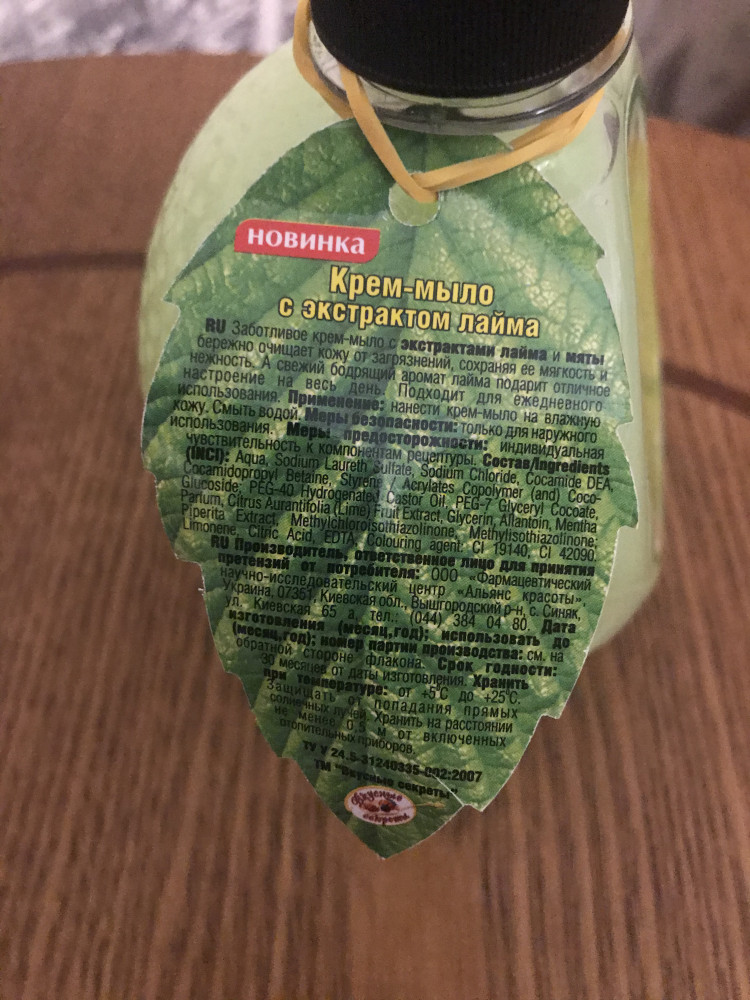 новинка
Крем-мыло
с экстрактом лайма
RU Заботливое крем-мыло с экстрактами лайма и мяты
бережно очищает кожу от загрязнений, сохраняя ее мягкость и
нежность. А свежий бодрящий аромат лайма подарит отличное
настроение на весь день. Подходит для ежедневного
использования. Применение: нанести крем-мыло на влажную
кожу. Смыть водой. Меры безопасности: только для наружного
использования. Меры предосторожности: индивидуальная
чувствительность к компонентам рецептуры. Состав/Ingredients
(INCI): Aqua, Sodium Laureth Sulfate, Sodium Chloride, Cocamide DEA,
Cocamidopropyl Betaine, Styrene / Acrylates Copolymer (and) Coco-
Glucoside; PEG-40 Hydrogenated Castor Oil, PEG-7 Glyceryl Cocoate,
Parfum, Citrus Aurantifolia (Lime) Fruit Extract, Glycerin, Allantoin, Mentha
Piperita Extract, Methylchloroisothiazolinone, Methylisothiazolinone;
Limonene, Citric Acid, EDTA, Colouring agent: CI 19140, CI 42090.
RU Производитель, ответственное лицо для принятия
претензий от потребителя: ООО «Фармацевтический
научно-исследовательский центр «Альянс красоты»,
Украина, 07351, Киевская обл., Вышгородский р-н, с. Синяк,
ул. Киевская 65 а, тел.: (044) 384 04 80. Дата
изготовления (месяц,год); использовать до
(месяц,год); номер партии производства: см. на
обратной стороне флакона. Срок годности:
30 месяцев от даты изготовления. Хранить
при температуре: от +5°С до +25°С.
Защищать от попадания прямых
солнечных лучей. Хранить на расстоянии
не менее 0,5 м от включенных
отопительных приборов.
ТУ У 24.5-31240335-002:2007
ТМ "Вкусные секреты"
Вкусные
секреты